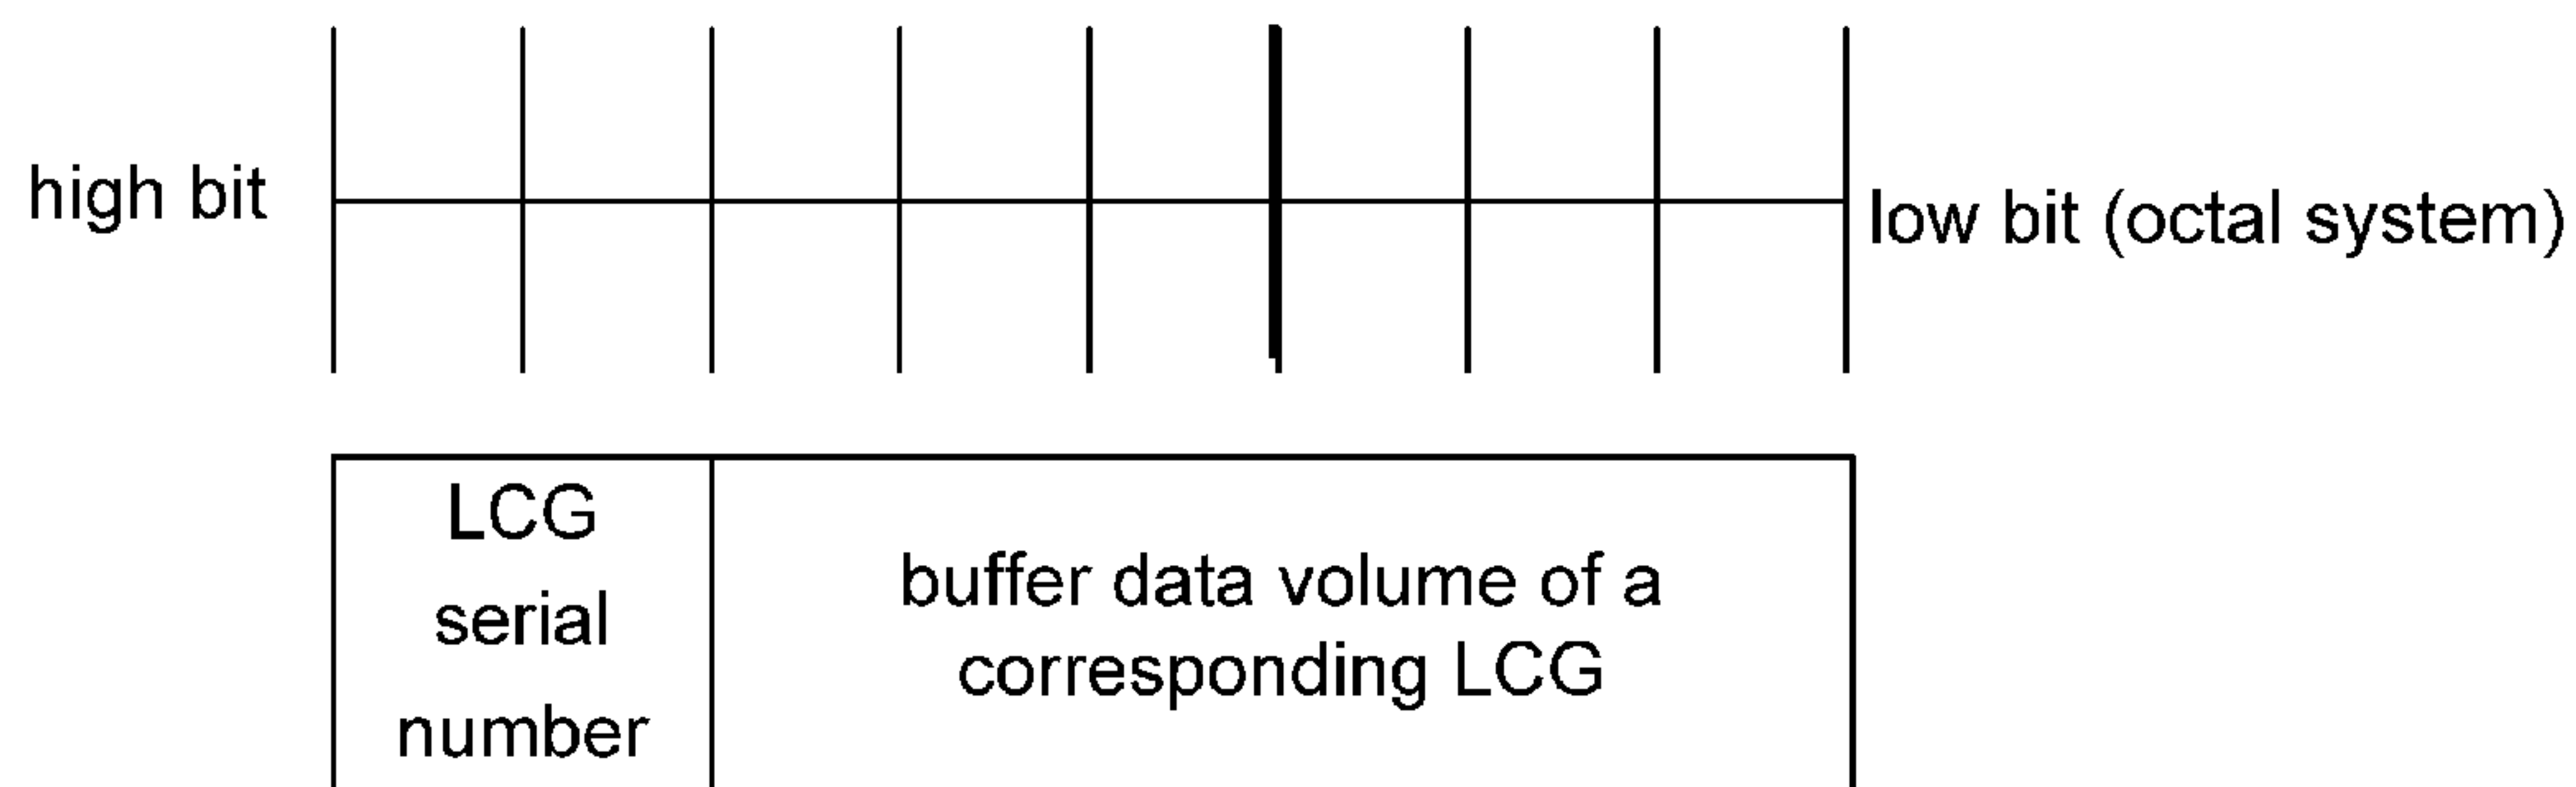 high bit
low bit (octal system)
LCG
serial
number
buffer data volume of a
corresponding LCG